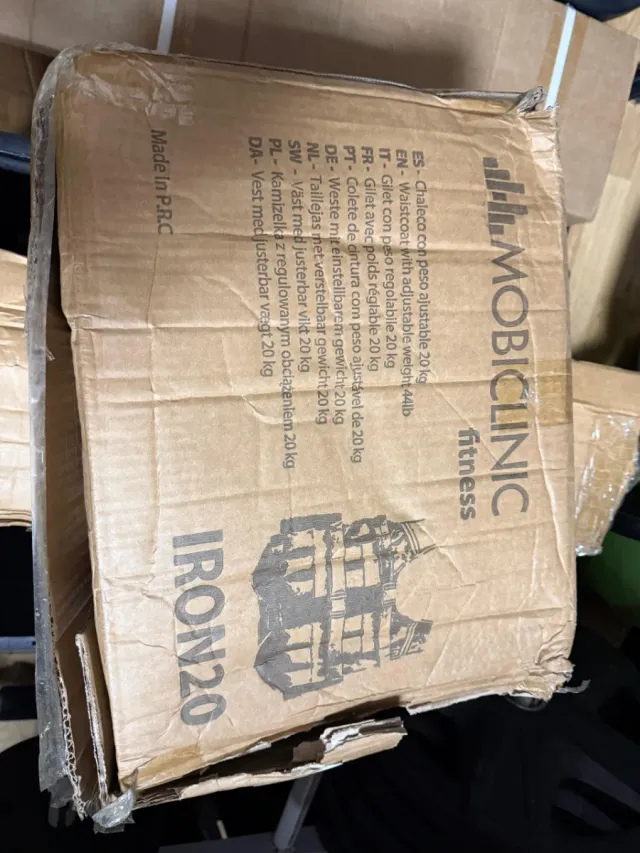 MOBICLINIC
fitness
ES - Chaleco con peso ajustable 20 kg
EN - Waistcoat with adjustable weight 44lb
IT - Gilet con peso regolabile 20 kg
FR - Gilet avec poids réglable 20 kg
PT - Colete de cintura com peso ajustável de 20 kg
DE - Weste mit einstellbarem gewicht 20 kg
NL - Taillejas met verstelbaar gewicht 20 kg
SW - Väst med justerbar vikt 20 kg
PL - Kamizelka z regulowanym obciążeniem 20 kg
DA- Vest med justerbar vægt 20 kg
Made in P.R.C
IRON20